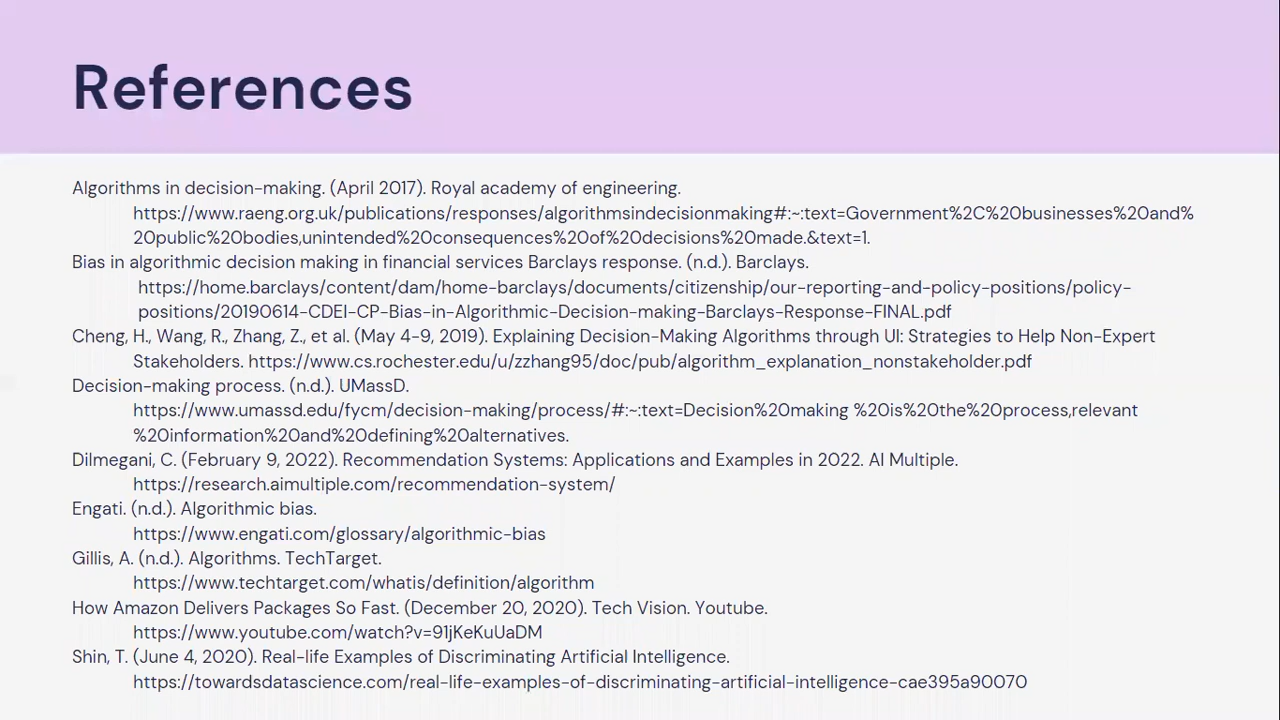 References
Algorithms in decision-making. (April 2017). Royal academy of engineering.
https://www.raeng.org.uk/publications/responses/algorithmsindecisionmaking#:~:text=Government%2C%20businesses%20and%
20public%20bodies,unintended%20consequences%20of%20decisions%20made.&text=1.
Bias in algorithmic decision making in financial services Barclays response. (n.d.). Barclays.
https://home.barclays/content/dam/home-barclays/documents/citizenship/our-reporting-and-policy-positions/policy-
positions/20190614-CDEI-CP-Bias-in-Algorithmic-Decision-making-Barclays-Response-FINAL.pdf
Cheng, H., Wang, R., Zhang, Z., et al. (May 4-9, 2019). Explaining Decision-Making Algorithms through UI: Strategies to Help Non-Expert
Stakeholders. https://www.cs.rochester.edu/u/zzhang95/doc/pub/algorithm_explanation_nonstakeholder.pdf
Decision-making process. (n.d.). UMassD.
https://www.umassd.edu/fycm/decision-making/process/#:~:text=Decision%20making %20is%20the%20process,relevant
%20information%20and%20defining%20alternatives.
Dilmegani, C. (February 9, 2022). Recommendation Systems: Applications and Examples in 2022. AI Multiple.
https://research.aimultiple.com/recommendation-system/
Engati. (n.d.). Algorithmic bias.
https://www.engati.com/glossary/algorithmic-bias
Gillis, A. (n.d.). Algorithms. TechTarget.
https://www.techtarget.com/whatis/definition/algorithm
How Amazon Delivers Packages So Fast. (December 20, 2020). Tech Vision. Youtube.
https://www.youtube.com/watch?v=91jKeKuUaDM
Shin, T. (June 4, 2020). Real-life Examples of Discriminating Artificial Intelligence.
https://towardsdatascience.com/real-life-examples-of-discriminating-artificial-intelligence-cae395a90070